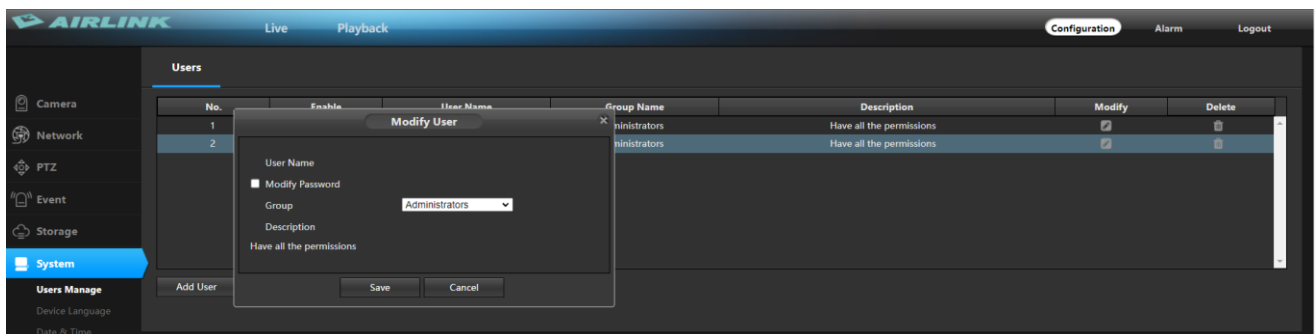 AIRLINK
Live Playback Configuration Alarm Logout
Users
Camera
Network
PTZ
Event
Storage
System
Users Manage
Device Language
Date & Time
No. Enable User Name Group Name Description Modify Delete
1 ministrators Have all the permissions
2 ministrators Have all the permissions
Modify User ×
User Name
Modify Password
Group Administrators
Description
Have all the permissions
Save Cancel
Add User